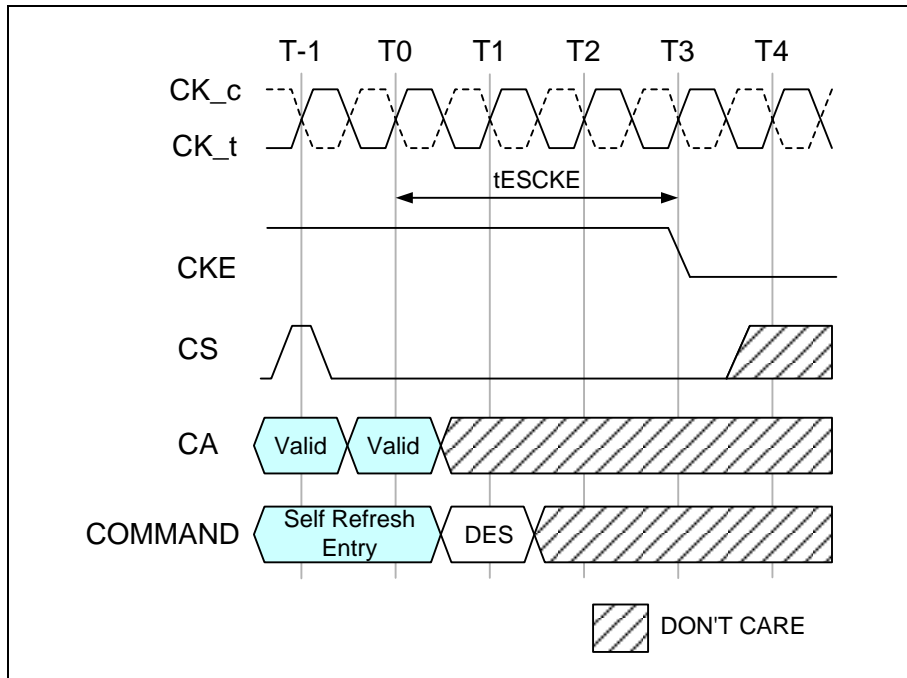 T-1 T0 T1 T2 T3 T4
CK_c
CK_t
tESCKE
CKE
CS
CA Valid Valid
COMMAND Self Refresh
Entry DES
DON'T CARE